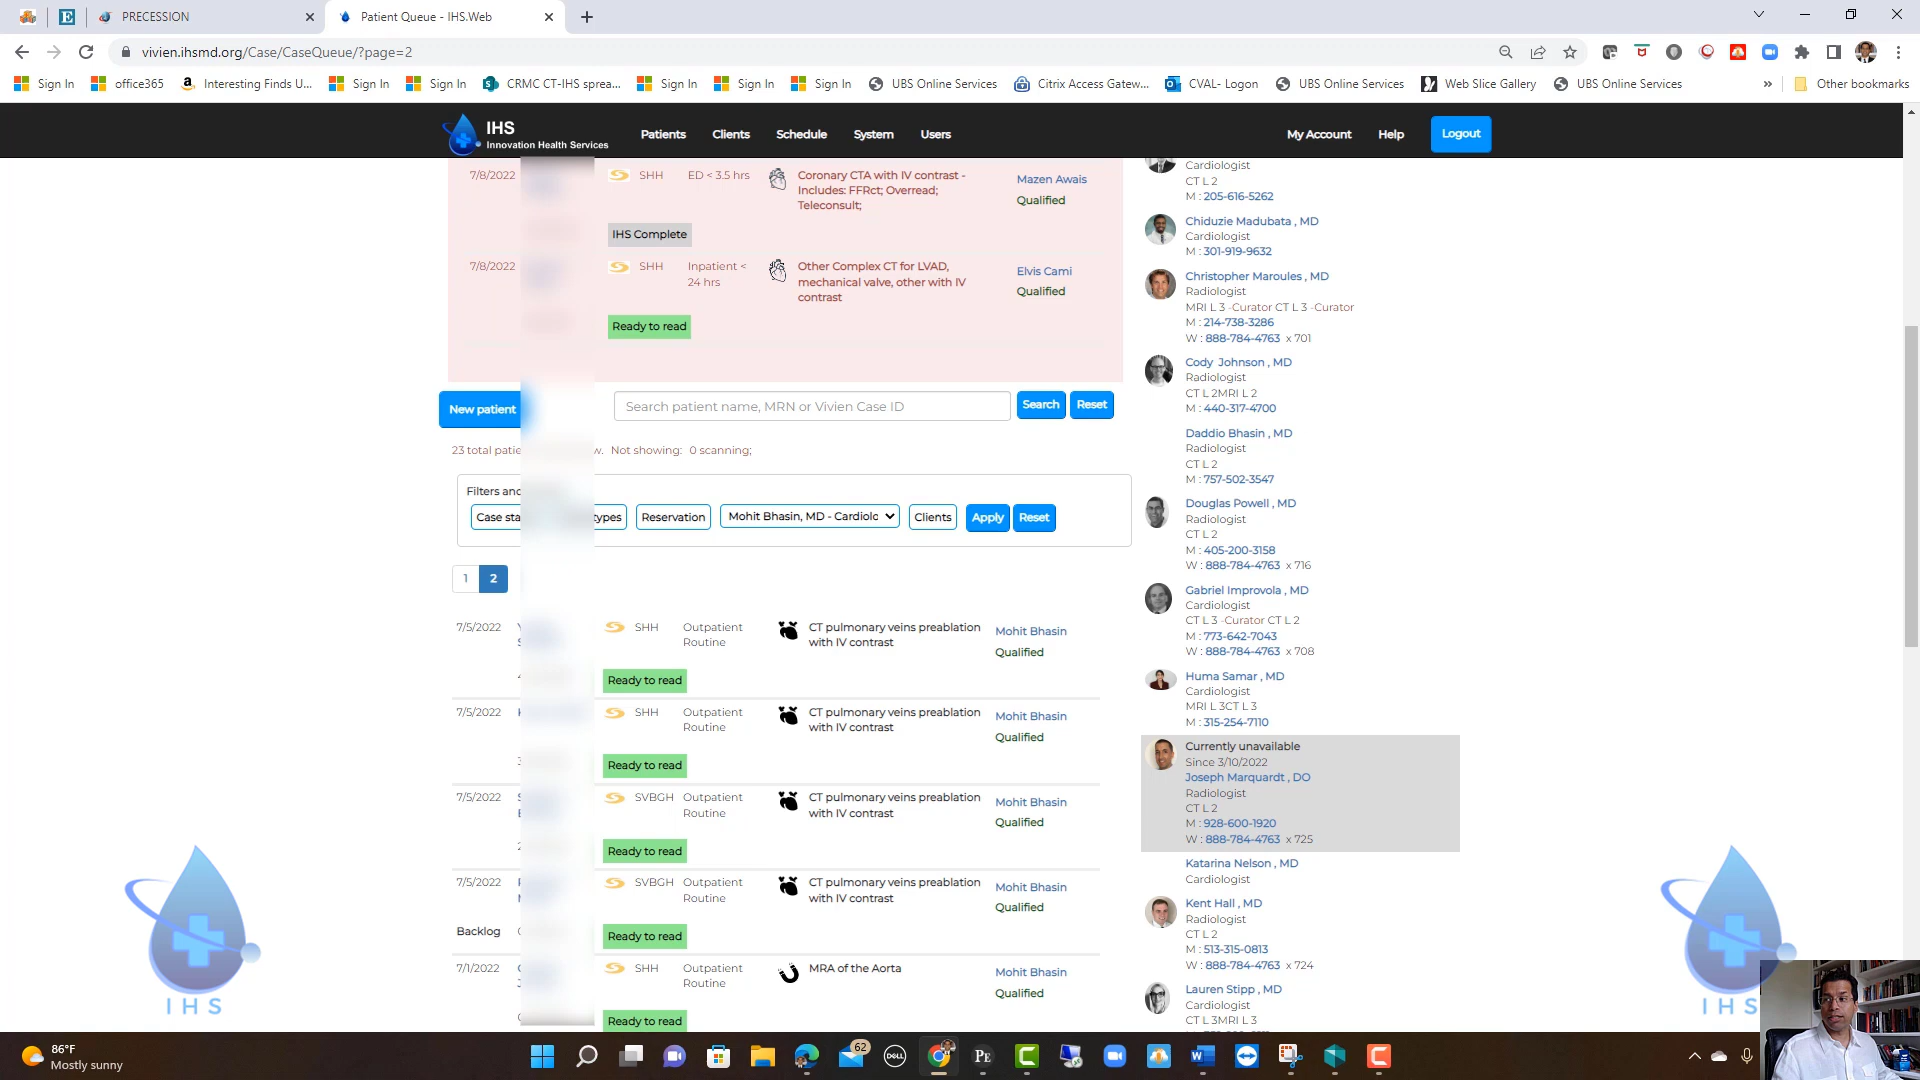 PRECESSION
Patient Queue - IHS.Web
vivien.ihsmd.org/Case/CaseQueue/?page=2
Sign In
office365
Interesting Finds U...
Sign In
Sign In
CRMC CT-IHS sprea...
Sign In
Sign In
Sign In
UBS Online Services
Citrix Access Gatew...
CVAL- Logon
UBS Online Services
Web Slice Gallery
UBS Online Services
»
Other bookmarks
IHS
Innovation Health Services
Patients
Clients
Schedule
System
Users
My Account
Help
Logout
7/8/2022
SHH
ED < 3.5 hrs
Coronary CTA with IV contrast -
Includes: FFRct; Overread;
Teleconsult;
Mazen Awais
Qualified
IHS Complete
7/8/2022
SHH
Inpatient <
24 hrs
Other Complex CT for LVAD,
mechanical valve, other with IV
contrast
Elvis Cami
Qualified
Ready to read
New patient
Search patient name, MRN or Vivien Case ID
Search
Reset
23 total patie
w. Not showing: 0 scanning;
Filters and
Case sta
types
Reservation
Mohit Bhasin, MD - Cardiolo
Clients
Apply
Reset
1
2
7/5/2022
SHH
Outpatient
Routine
CT pulmonary veins preablation
with IV contrast
Mohit Bhasin
Qualified
Ready to read
7/5/2022
SHH
Outpatient
Routine
CT pulmonary veins preablation
with IV contrast
Mohit Bhasin
Qualified
Ready to read
7/5/2022
SVBGH
Outpatient
Routine
CT pulmonary veins preablation
with IV contrast
Mohit Bhasin
Qualified
Ready to read
7/5/2022
SVBGH
Outpatient
Routine
CT pulmonary veins preablation
with IV contrast
Mohit Bhasin
Qualified
Backlog
Ready to read
7/1/2022
SHH
Outpatient
Routine
MRA of the Aorta
Mohit Bhasin
Qualified
Ready to read
Cardiologist
CT L 2
M : 205-616-5262
Chiduzie Madubata , MD
Cardiologist
M : 301-919-9632
Christopher Maroules , MD
Radiologist
MRI L 3 -Curator CT L 3 -Curator
M : 214-738-3286
W : 888-784-4763 x 701
Cody Johnson , MD
Radiologist
CT L 2MRI L 2
M : 440-317-4700
Daddio Bhasin , MD
Radiologist
CT L 2
M : 757-502-3547
Douglas Powell , MD
Radiologist
CT L 2
M : 405-200-3158
W : 888-784-4763 x 716
Gabriel Improvola , MD
Cardiologist
CT L 3 -Curator CT L 2
M : 773-642-7043
W : 888-784-4763 x 708
Huma Samar , MD
Cardiologist
MRI L 3CT L 3
M : 315-254-7110
Currently unavailable
Since 3/10/2022
Joseph Marquardt , DO
Radiologist
CT L 2
M : 928-600-1920
W : 888-784-4763 x 725
Katarina Nelson , MD
Cardiologist
Kent Hall , MD
Radiologist
CT L 2
M : 513-315-0813
W : 888-784-4763 x 724
Lauren Stipp , MD
Cardiologist
CT L 3MRI L 3
IHS
IHS
86°F
Mostly sunny
62
DELL